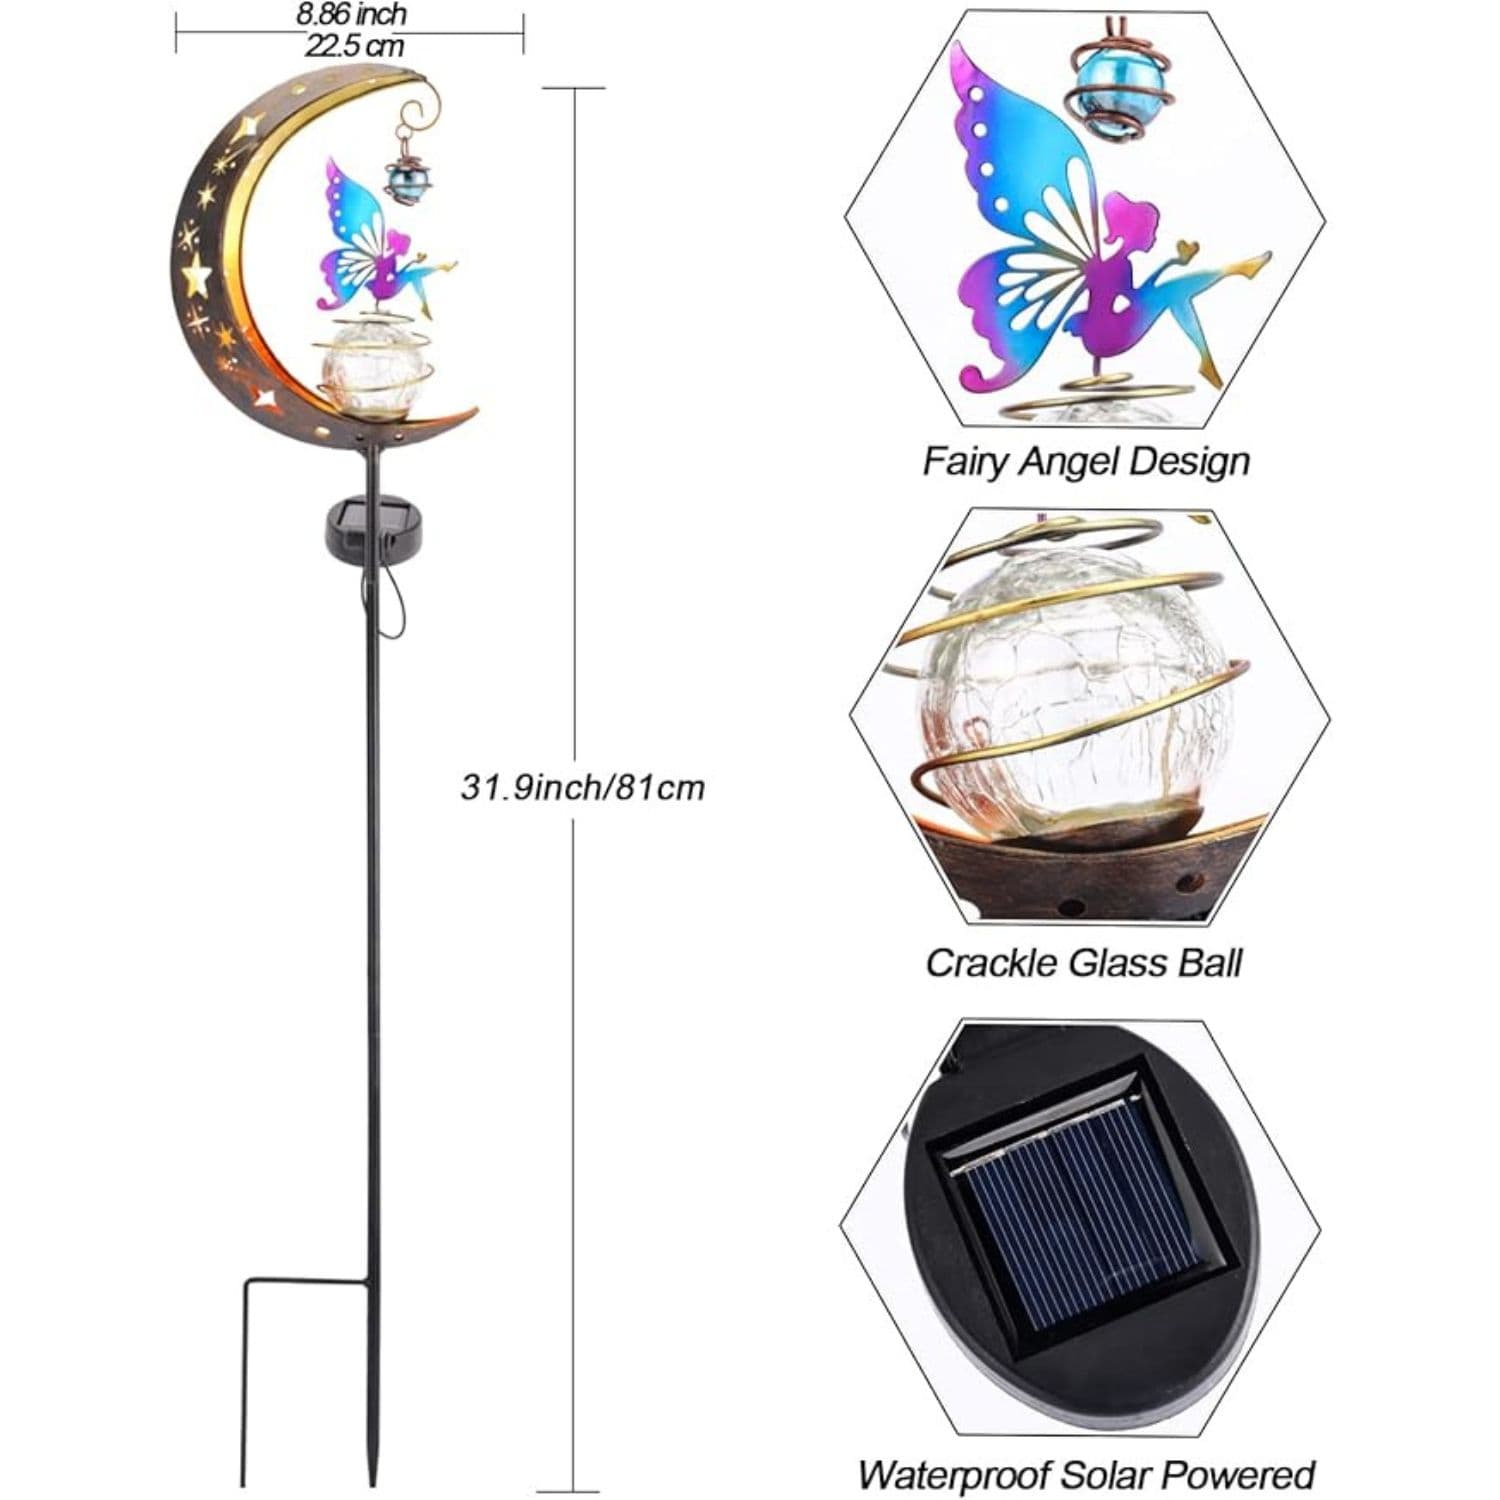 8.86 inch
22.5 cm
31.9inch/81cm
Fairy Angel Design
Crackle Glass Ball
Waterproof Solar Powered